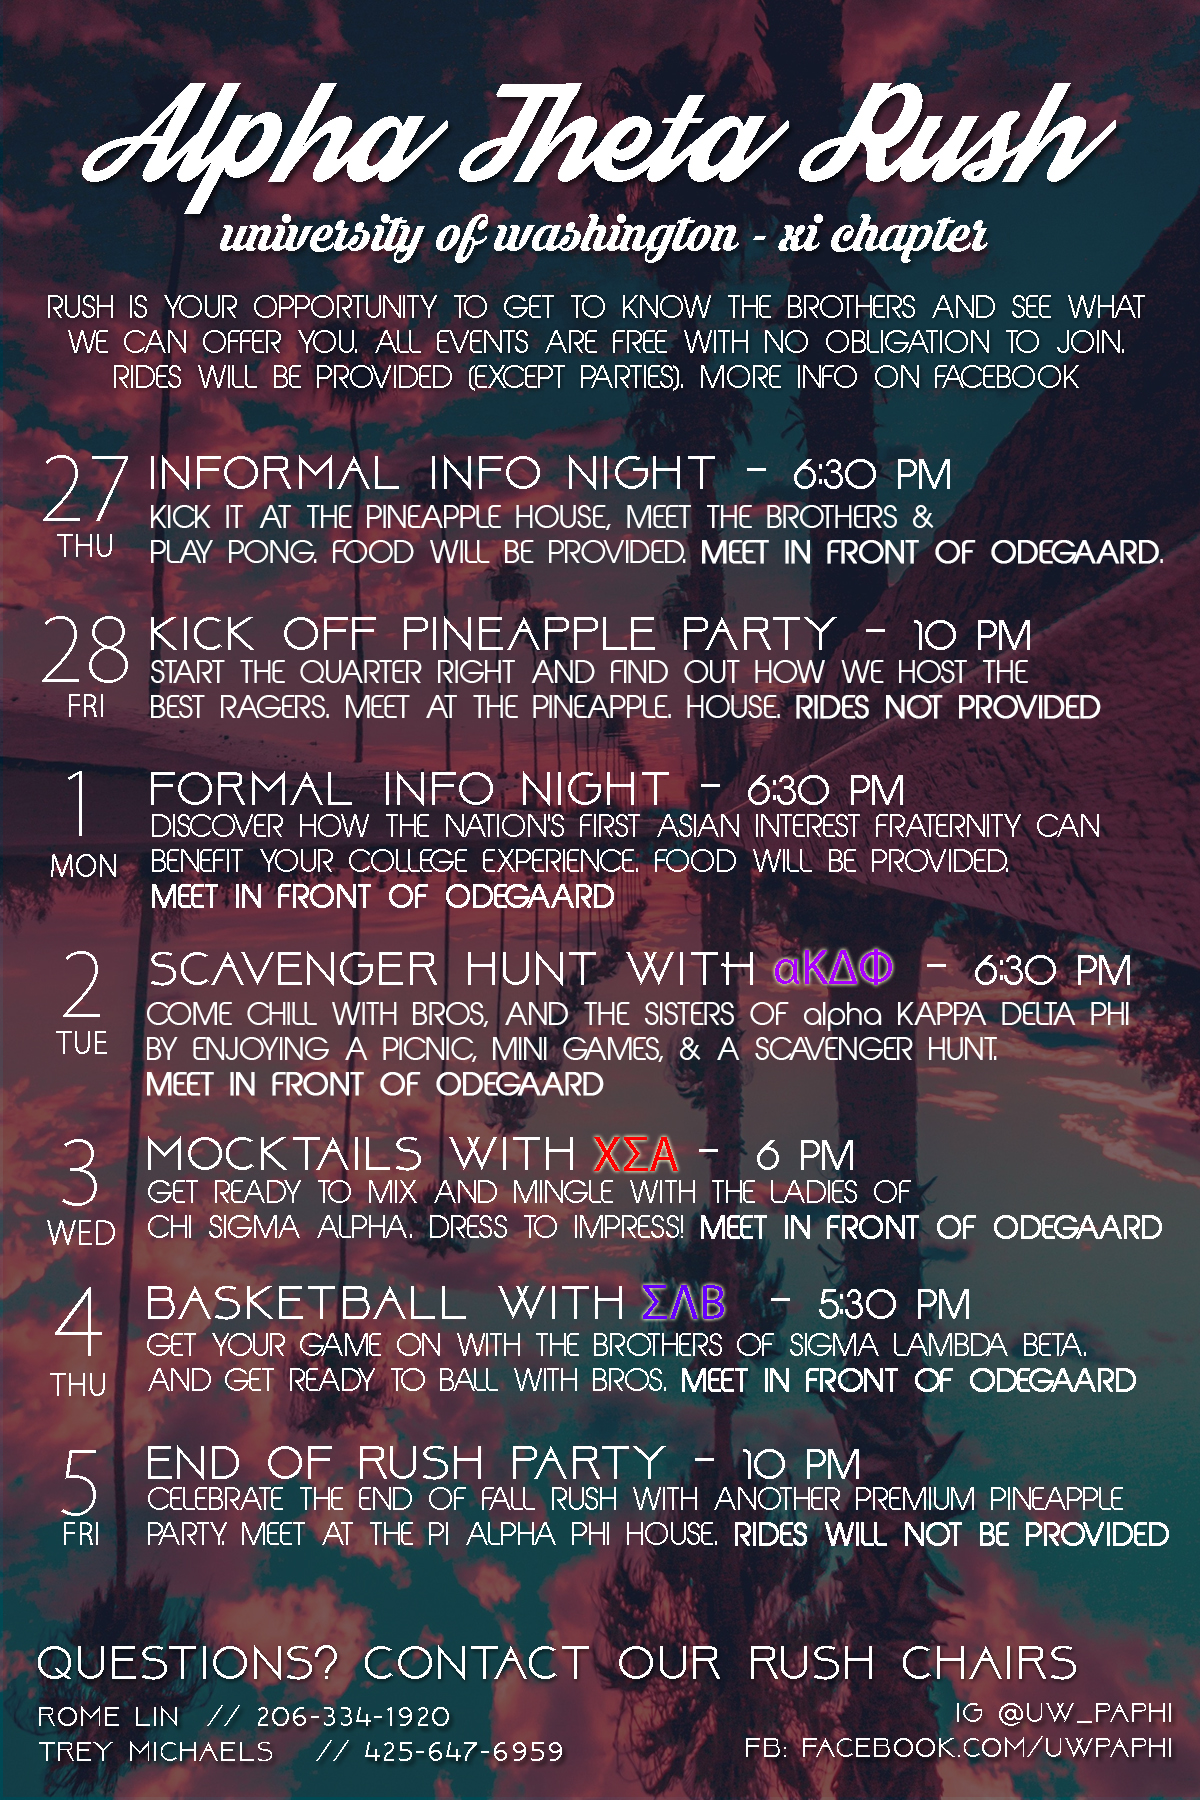 Alpha Theta Rush
university of washington - xi chapter
RUSH IS YOUR OPPORTUNITY TO GET TO KNOW THE BROTHERS AND SEE WHAT
WE CAN OFFER YOU. ALL EVENTS ARE FREE WITH NO OBLIGATION TO JOIN.
RIDES WILL BE PROVIDED (EXCEPT PARTIES). MORE INFO ON FACEBOOK
27 THU
INFORMAL INFO NIGHT - 6:30 PM
KICK IT AT THE PINEAPPLE HOUSE, MEET THE BROTHERS &
PLAY PONG. FOOD WILL BE PROVIDED. MEET IN FRONT OF ODEGAARD.
28 FRI
KICK OFF PINEAPPLE PARTY - 10 PM
START THE QUARTER RIGHT AND FIND OUT HOW WE HOST THE
BEST RAGERS. MEET AT THE PINEAPPLE. HOUSE. RIDES NOT PROVIDED
1 MON
FORMAL INFO NIGHT - 6:30 PM
DISCOVER HOW THE NATION'S FIRST ASIAN INTEREST FRATERNITY CAN
BENEFIT YOUR COLLEGE EXPERIENCE. FOOD WILL BE PROVIDED.
MEET IN FRONT OF ODEGAARD
2 TUE
SCAVENGER HUNT WITH αKΔΦ - 6:30 PM
COME CHILL WITH BROS, AND THE SISTERS OF alpha KAPPA DELTA PHI
BY ENJOYING A PICNIC, MINI GAMES, & A SCAVENGER HUNT.
MEET IN FRONT OF ODEGAARD
3 WED
MOCKTAILS WITH ΧΣΑ - 6 PM
GET READY TO MIX AND MINGLE WITH THE LADIES OF
CHI SIGMA ALPHA. DRESS TO IMPRESS! MEET IN FRONT OF ODEGAARD
4 THU
BASKETBALL WITH ΣΛΒ - 5:30 PM
GET YOUR GAME ON WITH THE BROTHERS OF SIGMA LAMBDA BETA.
AND GET READY TO BALL WITH BROS. MEET IN FRONT OF ODEGAARD
5 FRI
END OF RUSH PARTY - 10 PM
CELEBRATE THE END OF FALL RUSH WITH ANOTHER PREMIUM PINEAPPLE
PARTY. MEET AT THE PI ALPHA PHI HOUSE. RIDES WILL NOT BE PROVIDED
QUESTIONS? CONTACT OUR RUSH CHAIRS
ROME LIN // 206-334-1920
TREY MICHAELS // 425-647-6959
IG @UW_PAPHI
FB: FACEBOOK.COM/UWPAPHI